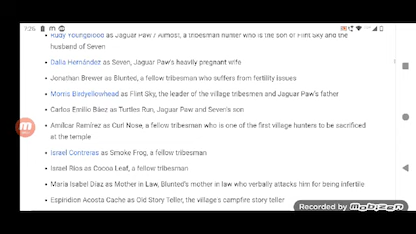 7:26
Rudy Youngblood as Jaguar Paw / Almost, a tribesman hunter who is the son of Flint Sky and the
husband of Seven
Dalia Hernández as Seven, Jaguar Paw's heavily pregnant wife
Jonathan Brewer as Blunted, a fellow tribesman who suffers from fertility issues
Morris Birdyellowhead as Flint Sky, the leader of the village tribesmen and Jaguar Paw's father
Carlos Emilio Báez as Turtles Run, Jaguar Paw and Seven's son
Amilcar Ramírez as Curl Nose, a fellow tribesman who is one of the first village hunters to be sacrificed
at the temple
Israel Contreras as Smoke Frog, a fellow tribesman
Israel Ríos as Cocoa Leaf, a fellow tribesman
María Isabel Díaz as Mother in Law, Blunted's mother in law who verbally attacks him for being infertile
Espiridion Acosta Cache as Old Story Teller, the village's campfire story teller
Recorded by Mobizen